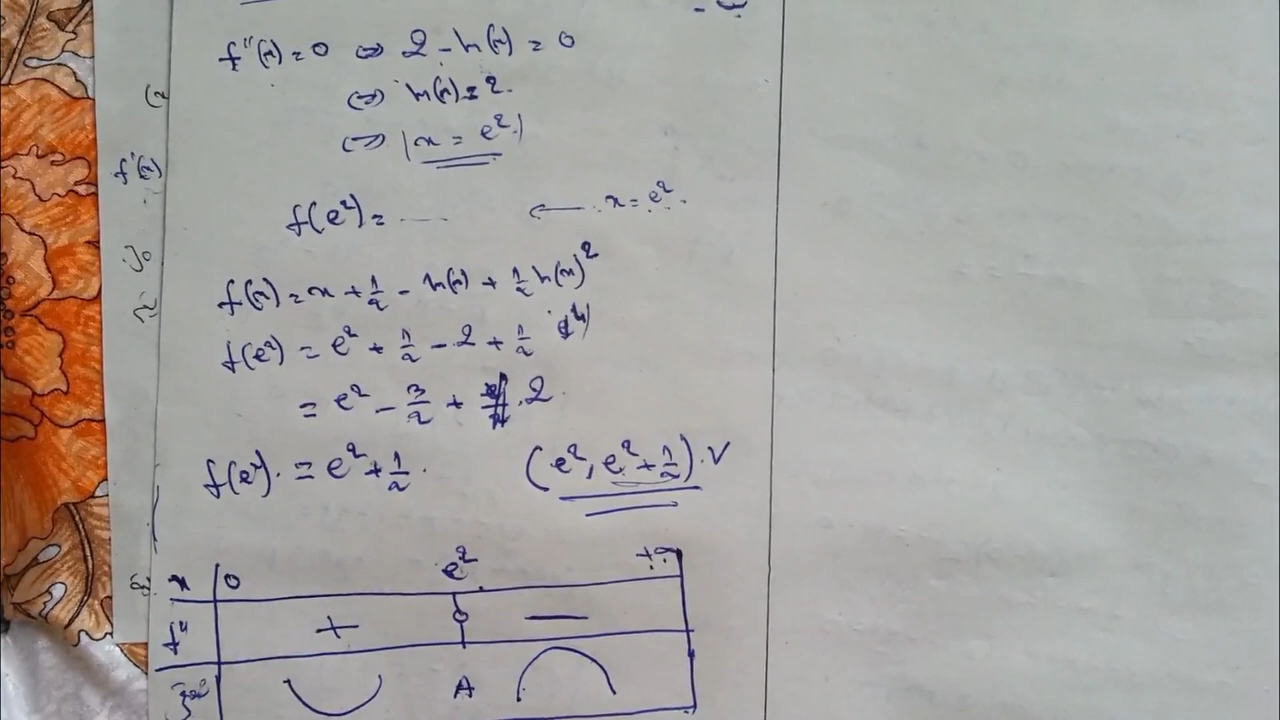 f''(x) = 0 ⇔ 2 - ln(x) = 0
⇔ ln(x) = 2.
⇔ |x = e².|
f(e²) = ...... ← x = e²
f(x) = x + 1/2 - ln(x) + 1/2 ln(x)²
f(e²) = e² + 1/2 - 2 + 1/2
= e² - 3/2 + 2.
f(e²) = e² + 1/2. (e², e² + 1/2).
x 0 e² +∞
f'' + 0 −
A
f'(x)